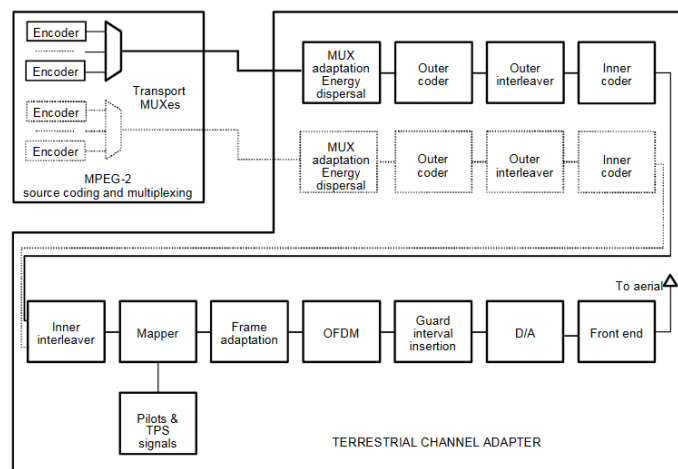 Encoder
Encoder
Transport
MUXes
Encoder
Encoder
MPEG-2
source coding and multiplexing
MUX
adaptation
Energy
dispersal
Outer
coder
Outer
interleaver
Inner
coder
MUX
adaptation
Energy
dispersal
Outer
coder
Outer
interleaver
Inner
coder
To aerial
Inner
interleaver
Mapper
Frame
adaptation
OFDM
Guard
interval
insertion
D/A
Front end
Pilots &
TPS
signals
TERRESTRIAL CHANNEL ADAPTER